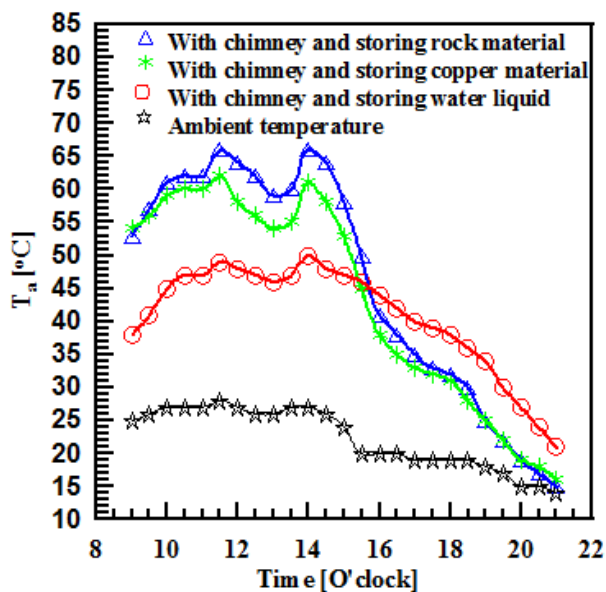 85
80
75
70
65
60
55
50
45
40
35
30
25
20
15
10
T_a [°C]
With chimney and storing rock material
With chimney and storing copper material
With chimney and storing water liquid
Ambient temperature
8 10 12 14 16 18 20 22
Time [O'clock]